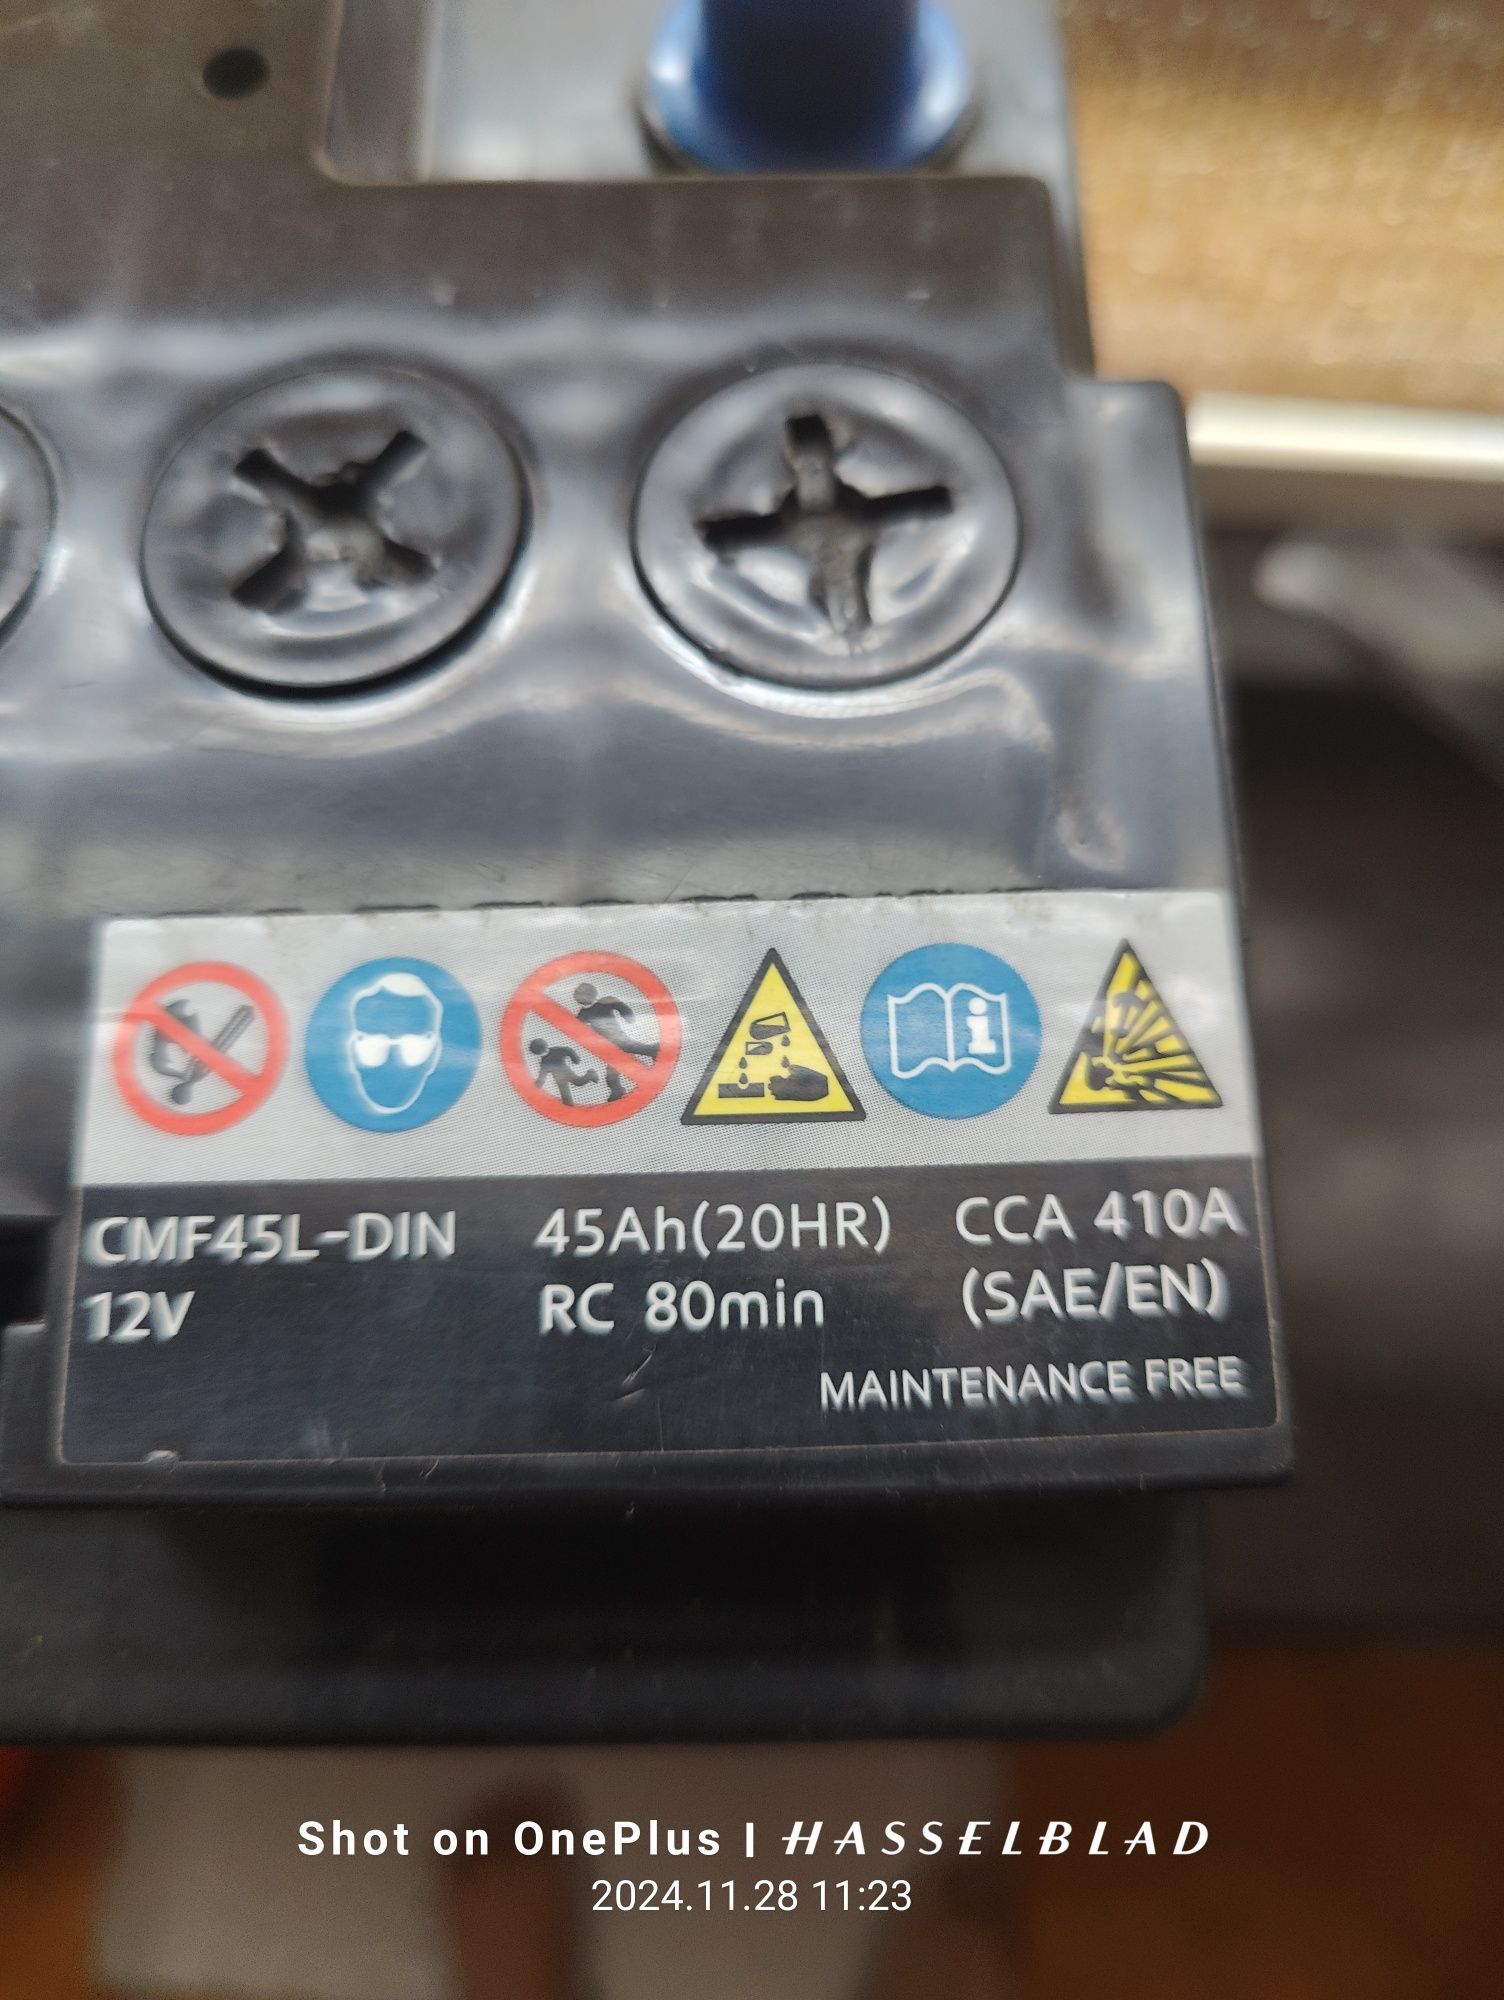 CMF45L-DIN 45Ah(20HR) CCA 410A
12V RC 80min (SAE/EN)
MAINTENANCE FREE
Shot on OnePlus | HASSELBLAD
2024.11.28 11:23